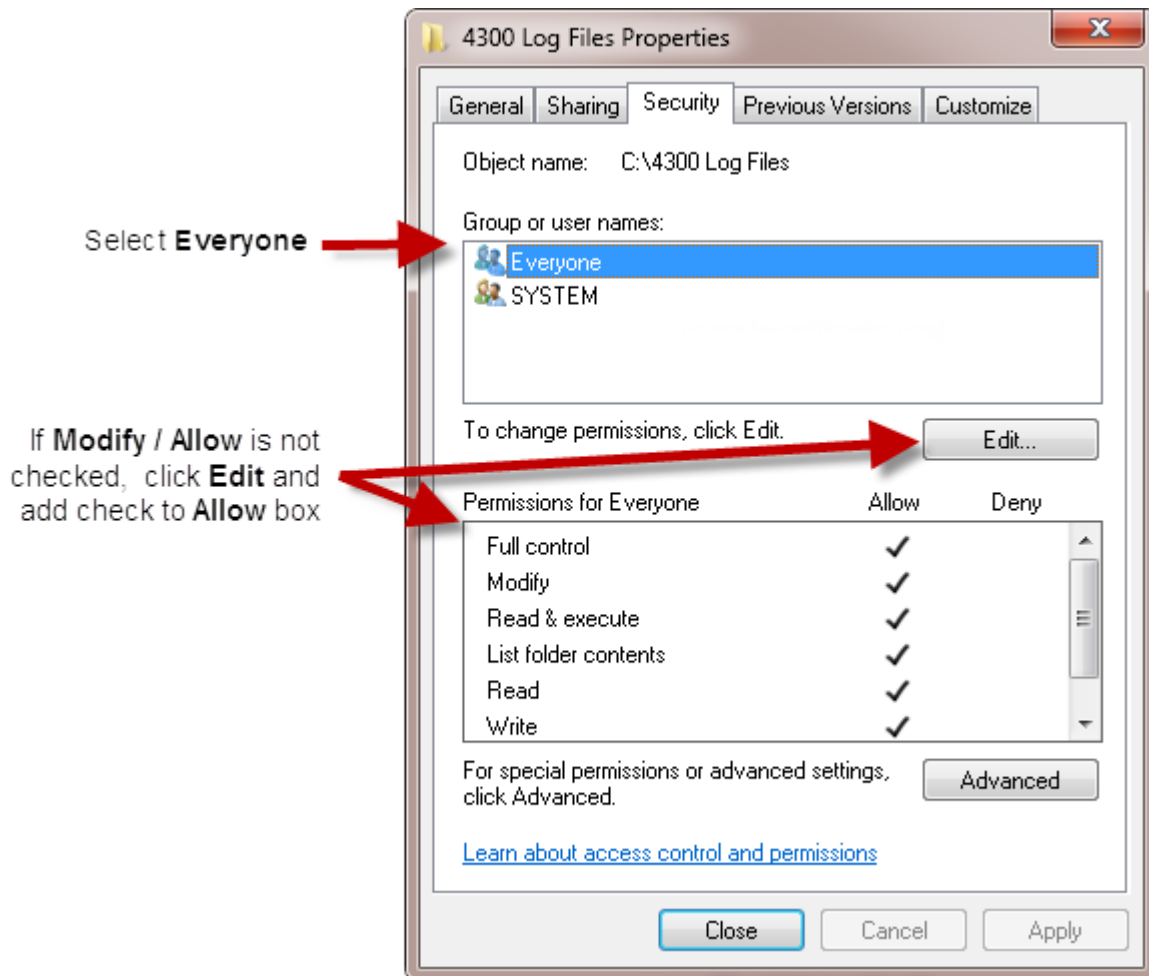 4300 Log Files Properties
General Sharing Security Previous Versions Customize
Object name: C:\4300 Log Files
Select Everyone
Group or user names:
Everyone
SYSTEM
If Modify / Allow is not
checked, click Edit and
add check to Allow box
To change permissions, click Edit.
Edit...
Permissions for Everyone Allow Deny
Full control
Modify
Read & execute
List folder contents
Read
Write
For special permissions or advanced settings,
click Advanced.
Advanced
Learn about access control and permissions
Close Cancel Apply